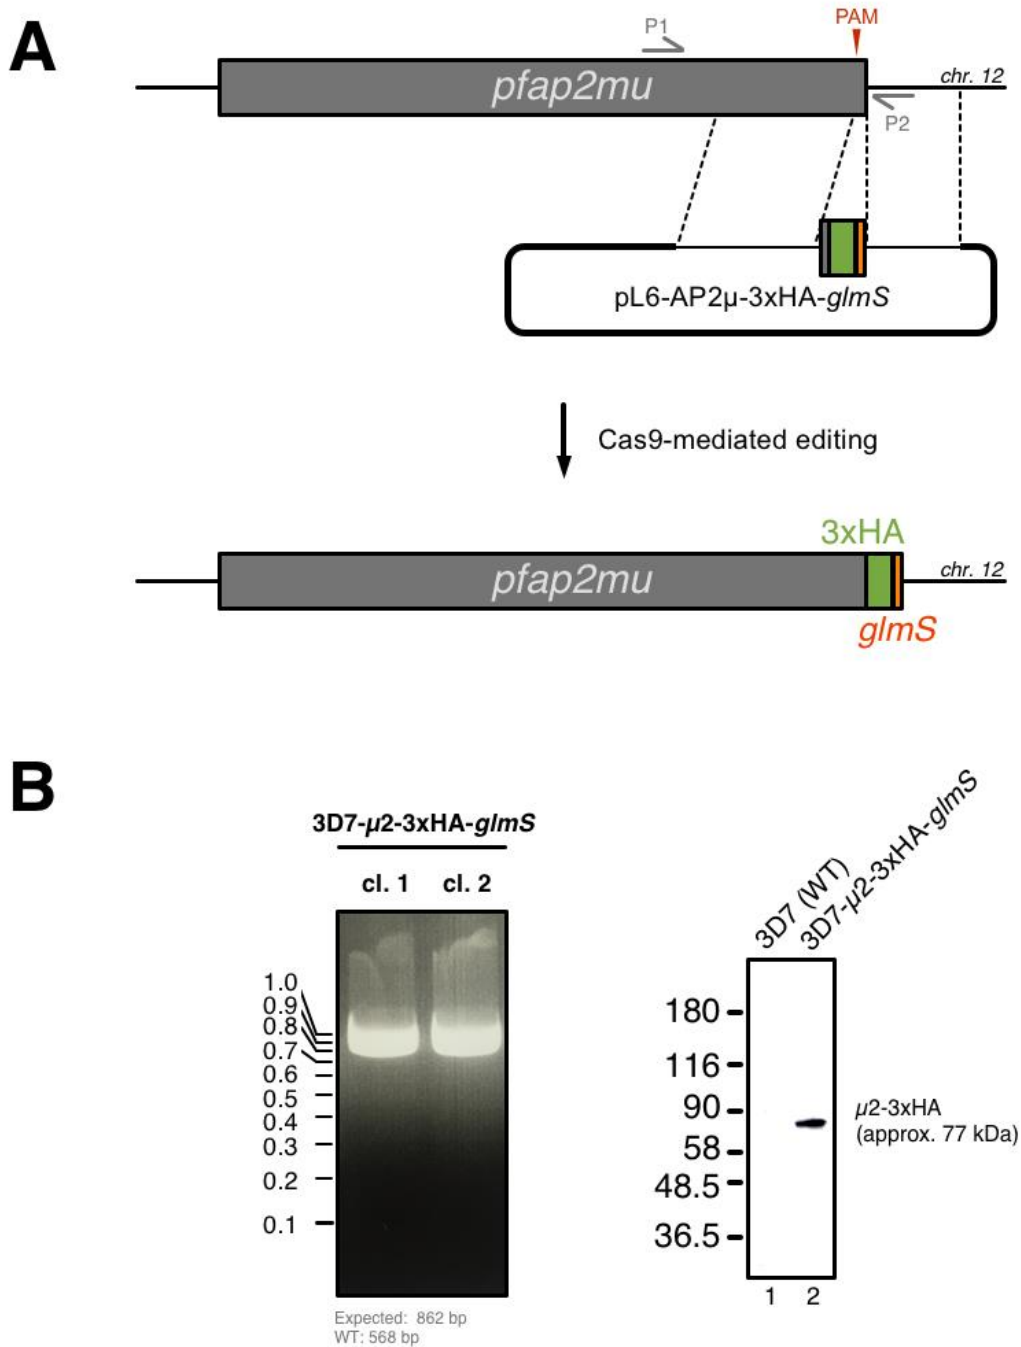 A
PAM
P1
pfap2mu
chr. 12
P2
pL6-AP2μ-3xHA-glmS
Cas9-mediated editing
3xHA
pfap2mu
chr. 12
glmS
B
3D7-μ2-3xHA-glmS
cl. 1 cl. 2
1.0
0.9
0.8
0.7
0.6
0.5
0.4
0.3
0.2
0.1
Expected: 862 bp
WT: 568 bp
3D7 (WT)
3D7-μ2-3xHA-glmS
180
116
90
58
48.5
36.5
μ2-3xHA
(approx. 77 kDa)
1 2